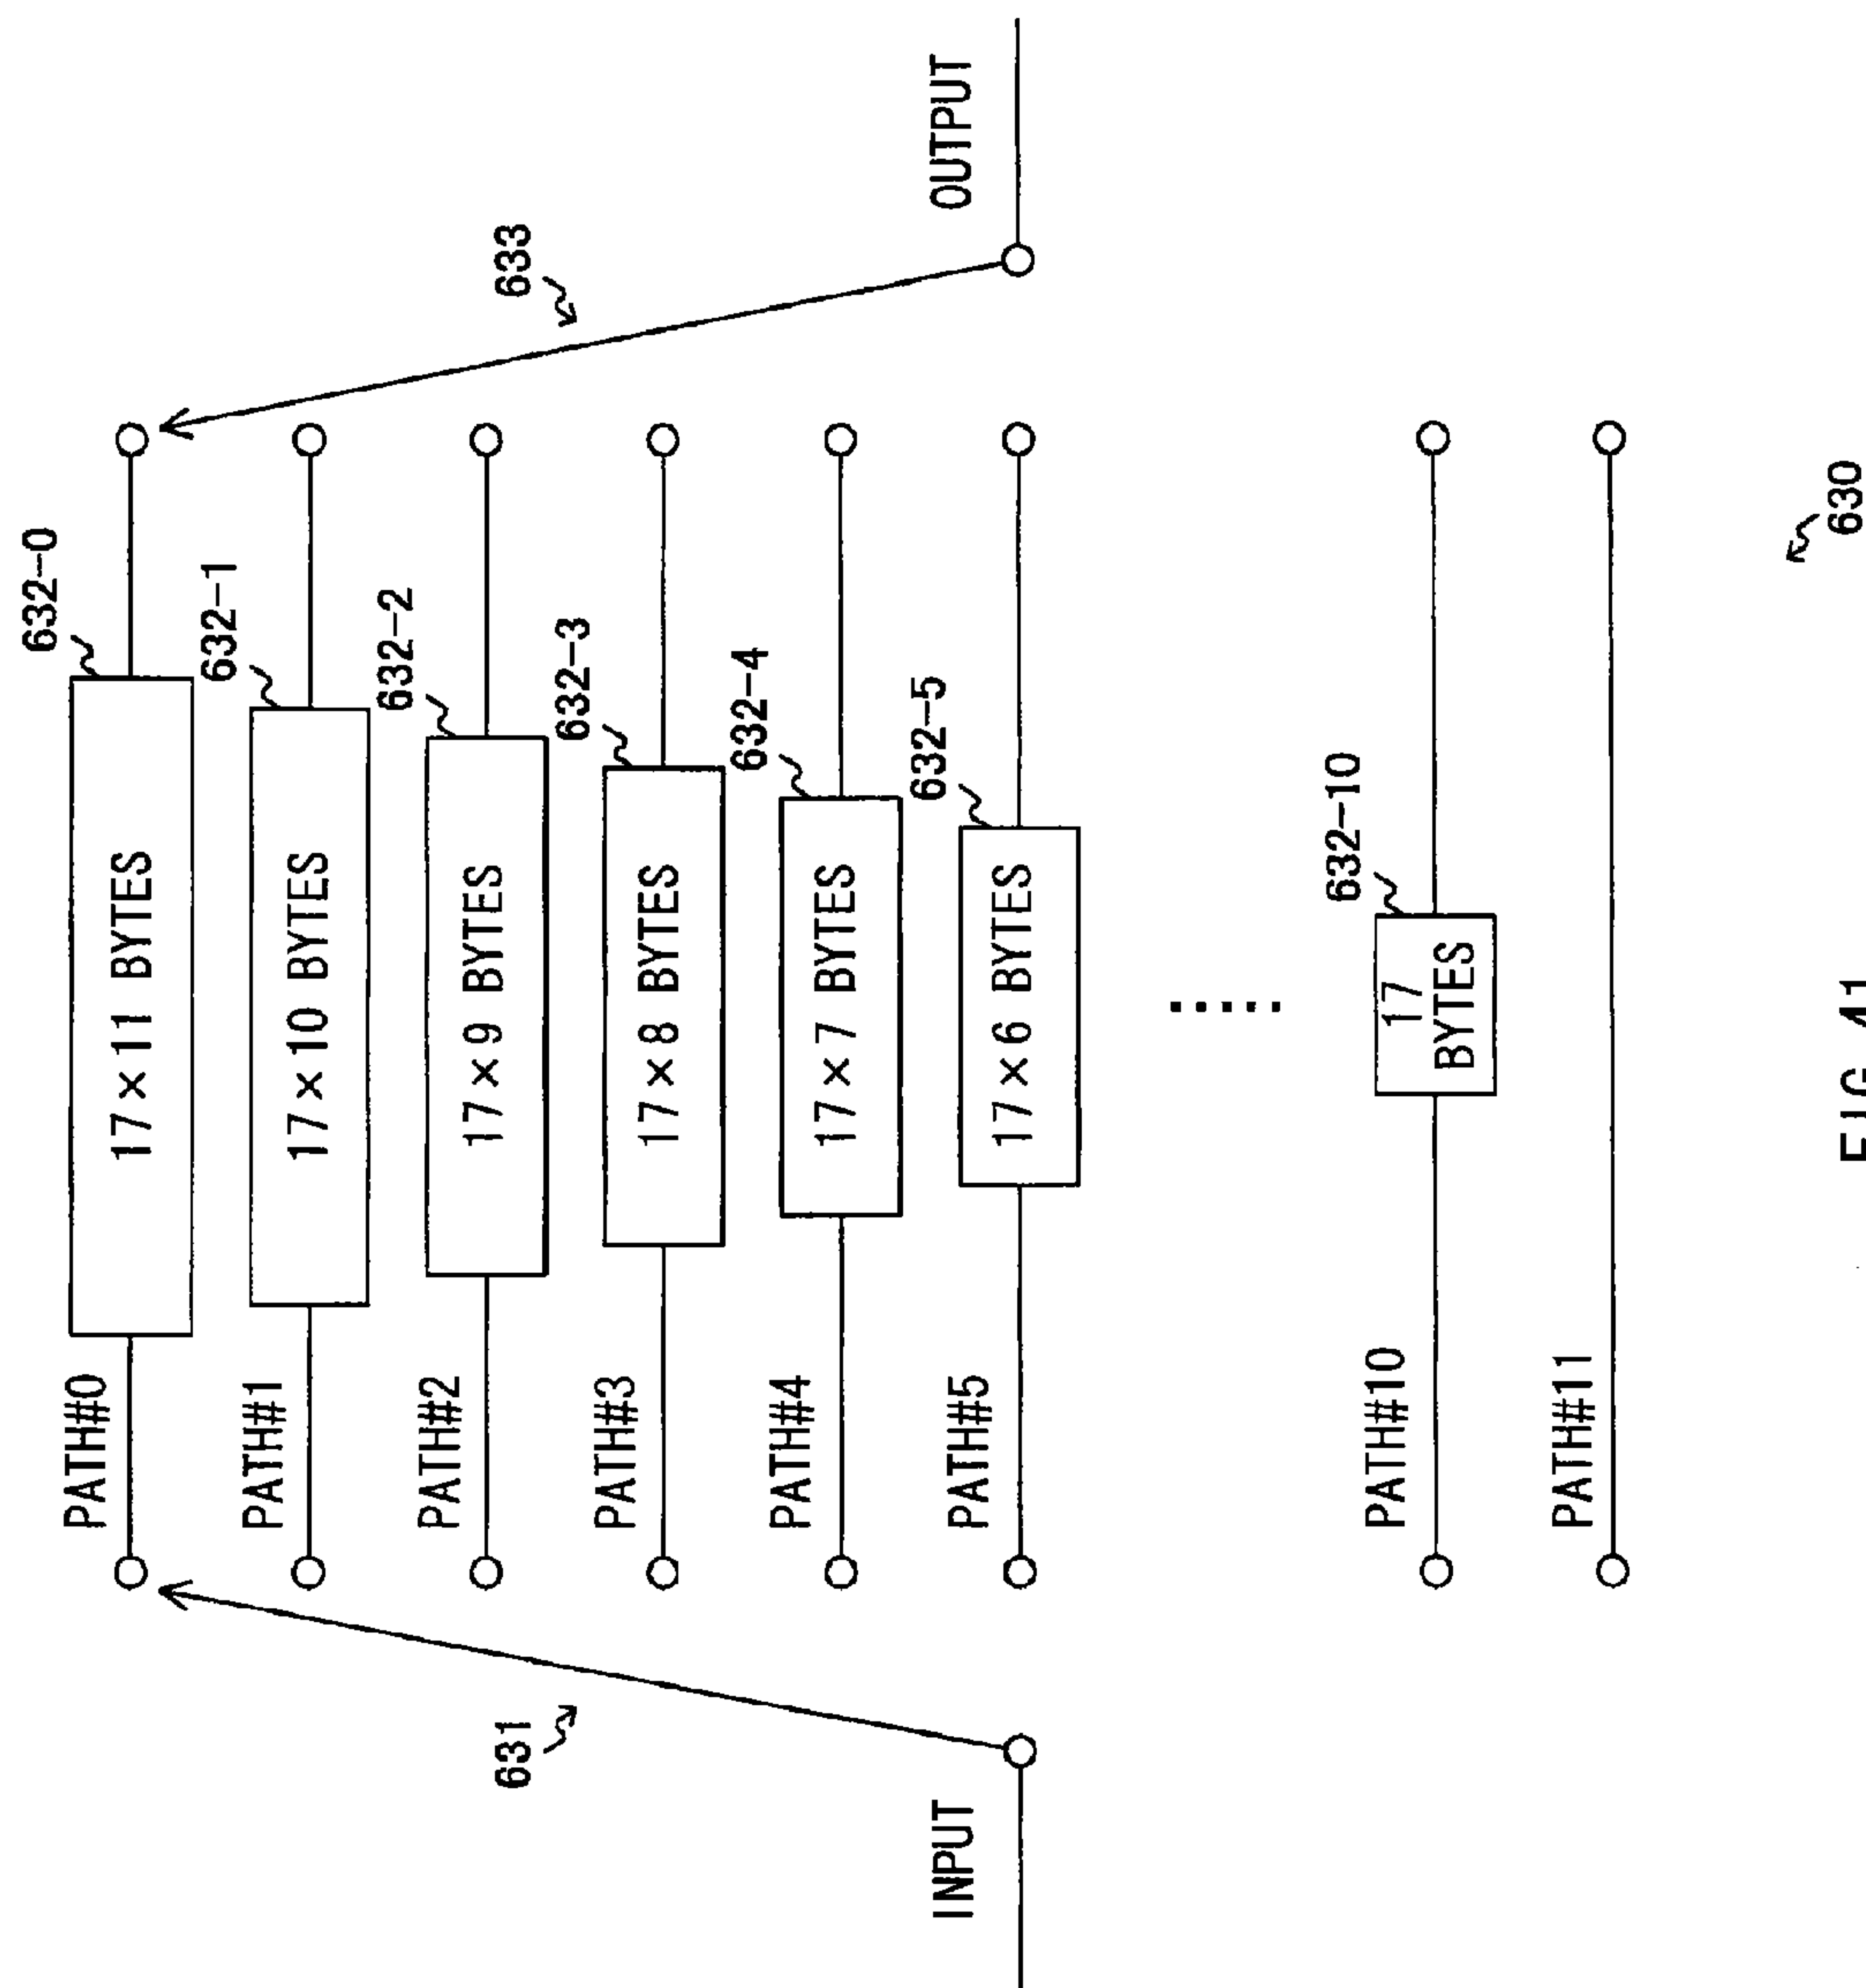 632-0
PATH#0
17×11 BYTES
632-1
PATH#1
17×10 BYTES
632-2
PATH#2
17×9 BYTES
633
631
632-3
PATH#3
17×8 BYTES
632-4
PATH#4
17×7 BYTES
632-5
INPUT
PATH#5
17×6 BYTES
OUTPUT
632-10
PATH#10
17
BYTES
PATH#11
630
FIG. 41